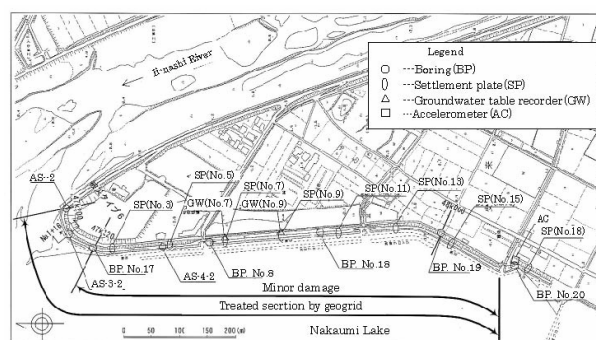 Legend
---Boring(BP)
---Settlement plate(SP)
---Groundwater table recorder(GW)
---Accelerometer(AC)
Ii-nashi River
AS-2
SP(No.5)
SP(No.3)
GW(No.7)
SP(No.7)
GW(No.9)
SP(No.9)
SP(No.11)
SP(No.13)
SP(No.15)
AC
SP(No.18)
BP. No.17
AS-4-2
BP. No.8
BP. No.18
BP. No.19
BP. No.20
AS-3-2
Minor damage
Treated secrtion by geogrid
Nakaumi Lake
0 50 100 150 200(m)